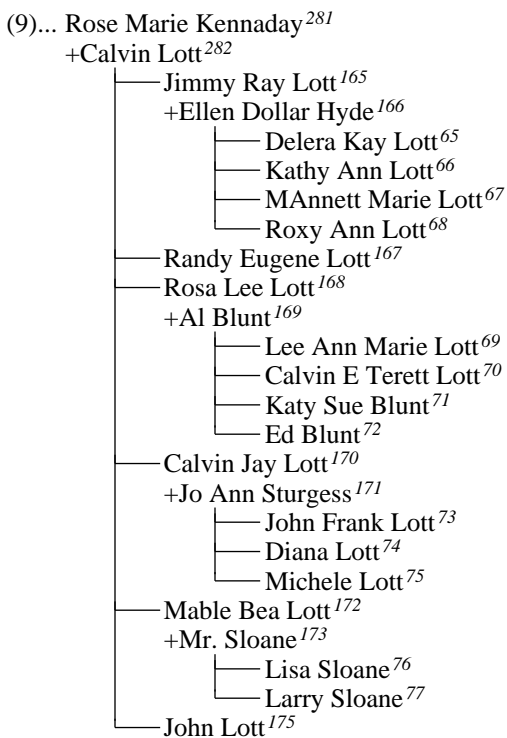 (9)... Rose Marie Kennaday281
+Calvin Lott282
Jimmy Ray Lott165
+Ellen Dollar Hyde166
Delera Kay Lott65
Kathy Ann Lott66
MAnnett Marie Lott67
Roxy Ann Lott68
Randy Eugene Lott167
Rosa Lee Lott168
+Al Blunt169
Lee Ann Marie Lott69
Calvin E Terett Lott70
Katy Sue Blunt71
Ed Blunt72
Calvin Jay Lott170
+Jo Ann Sturgess171
John Frank Lott73
Diana Lott74
Michele Lott75
Mable Bea Lott172
+Mr. Sloane173
Lisa Sloane76
Larry Sloane77
John Lott175